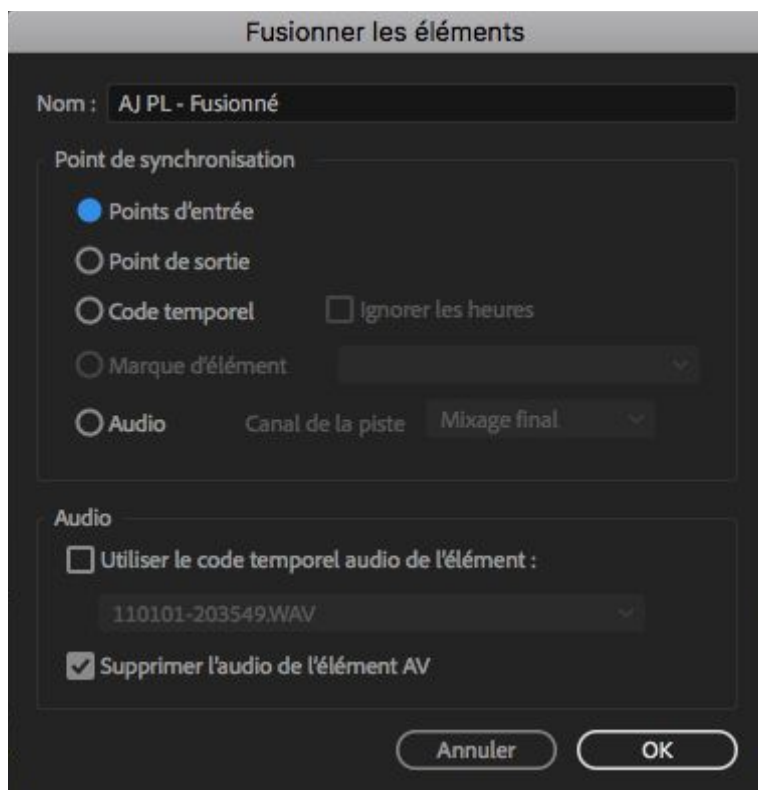 Fusionner les éléments
Nom : AJ PL - Fusionné
Point de synchronisation
Points d'entrée
Point de sortie
Code temporel Ignorer les heures
Marque d'élément
Audio Canal de la piste Mixage final
Audio
Utiliser le code temporel audio de l'élément :
110101-203549.WAV
Supprimer l'audio de l'élément AV
Annuler OK